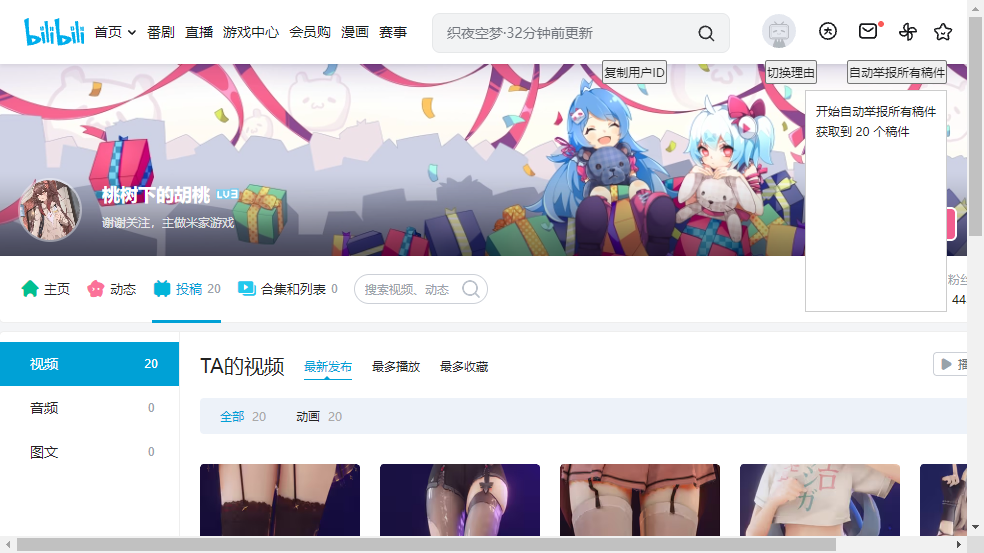 bilibili 首页 番剧 直播 游戏中心 会员购 漫画 赛事 织夜空梦·32分钟前更新
复制用户ID 切换理由 自动举报所有稿件
开始自动举报所有稿件
获取到 20 个稿件
桃树下的胡桃 LV3
谢谢关注，主做米家游戏
主页 动态 投稿 20 合集和列表 0 搜索视频、动态 粉丝
44
视频 20
TA的视频 最新发布 最多播放 最多收藏 播
音频 0
全部 20 动画 20
图文 0